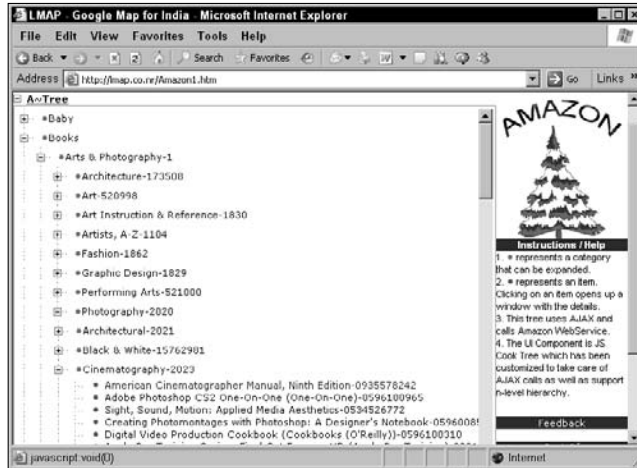 LMAP - Google Map for India - Microsoft Internet Explorer
File Edit View Favorites Tools Help
Back Search Favorites
Address http://lmap.co.nr/Amazon1.htm Go Links »
A~Tree
*Baby
*Books
*Arts & Photography-1
*Architecture-173508
*Art-520998
*Art Instruction & Reference-1830
*Artists, A-Z-1104
*Fashion-1862
*Graphic Design-1829
*Performing Arts-521000
*Photography-2020
*Architectural-2021
*Black & White-15762981
*Cinematography-2023
* American Cinematographer Manual, Ninth Edition-0935578242
* Adobe Photoshop CS2 One-On-One (One-On-One)-0596100965
* Sight, Sound, Motion: Applied Media Aesthetics-0534526772
* Creating Photomontages with Photoshop: A Designer's Notebook-05960085
* Digital Video Production Cookbook (Cookbooks (O'Reilly))-0596100310
AMAZON
Instructions / Help
1. * represents a category
that can be expanded.
2. * represents an item.
Clicking on an item opens up a
window with the details.
3. This tree uses AJAX and
calls Amazon WebService.
4. The UI Component is JS
Cook Tree which has been
customized to take care of
AJAX calls as well as support
n-level hierarchy.
Feedback
javascript:void(0) Internet